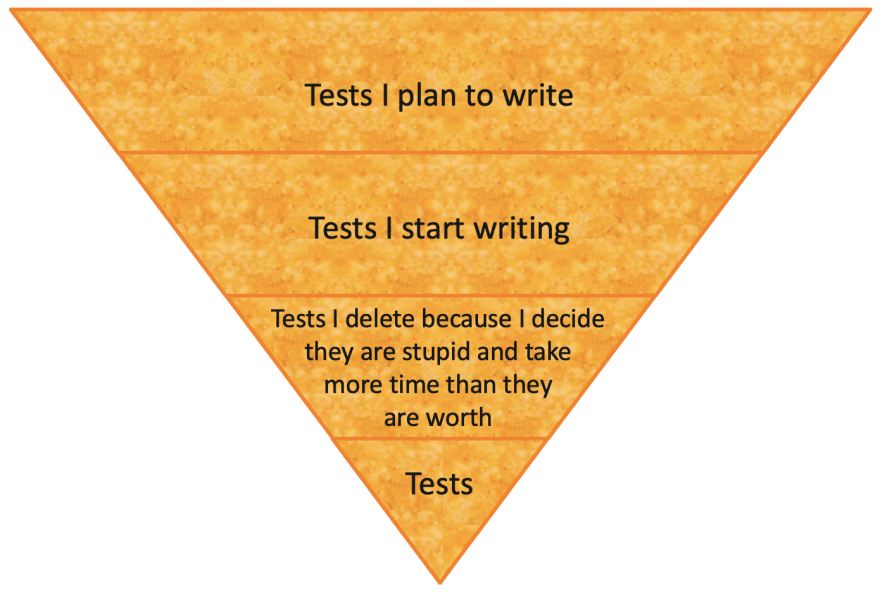 Tests I plan to write
Tests I start writing
Tests I delete because I decide
they are stupid and take
more time than they
are worth
Tests